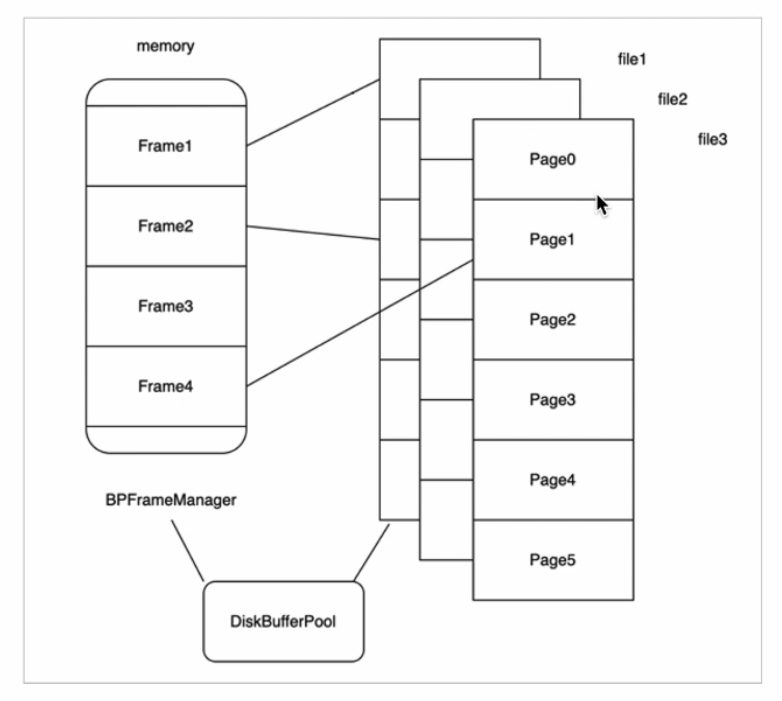 memory
file1
file2
file3
Frame1
Frame2
Frame3
Frame4
Page0
Page1
Page2
Page3
Page4
Page5
BPFrameManager
DiskBufferPool